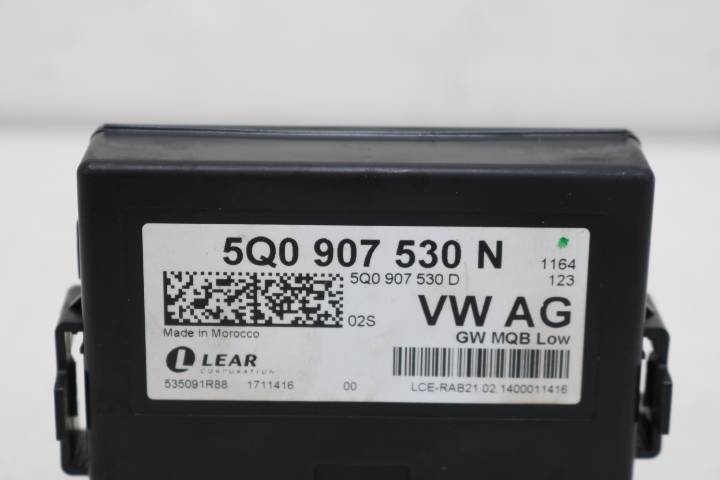 5Q0 907 530 N
1164
5Q0 907 530 D
123
02S
VW AG
Made in Morocco
GW MQB Low
LEAR
CORPORATION
535091R88 1711416 00 LCE-RAB21.02.1400011416